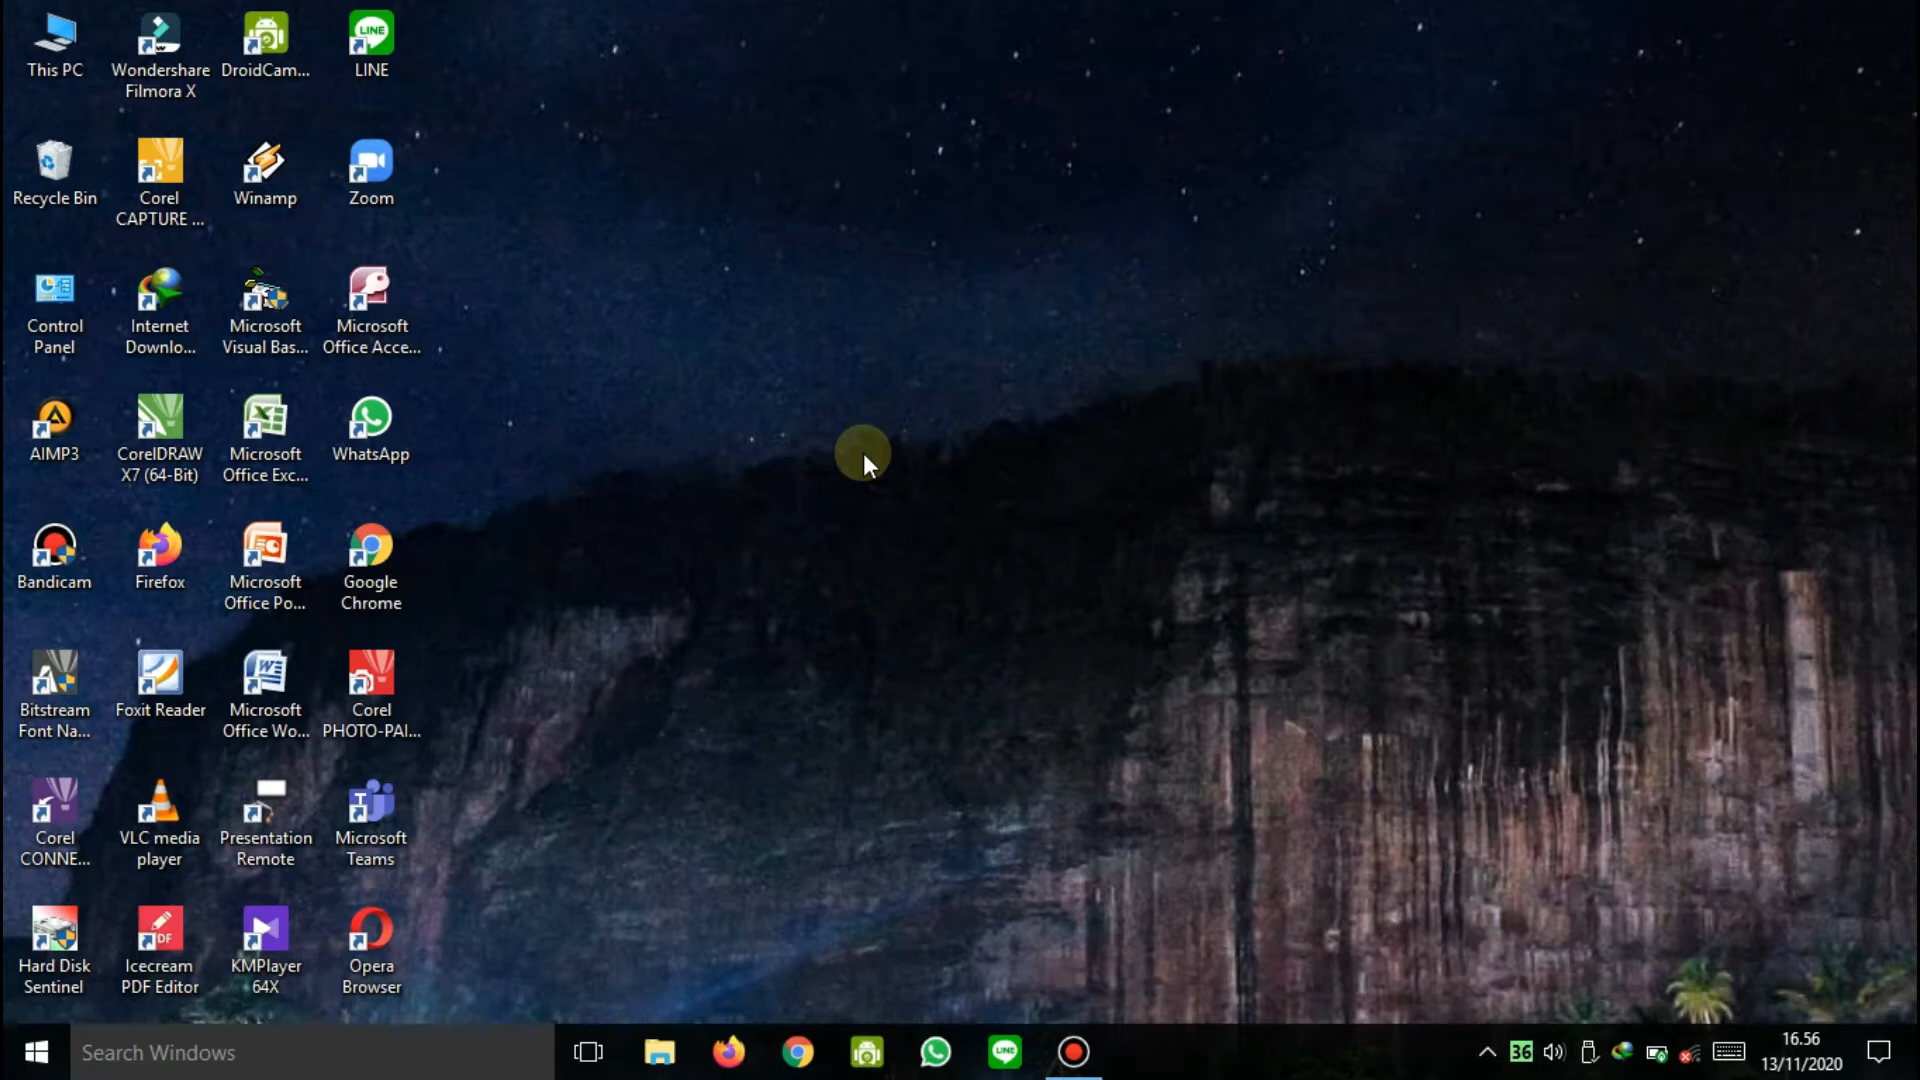 This PC
Wondershare
Filmora X
DroidCam...
LINE
LINE
Recycle Bin
Corel
CAPTURE ...
Winamp
Zoom
Control
Panel
Internet
Downlo...
Microsoft
Visual Bas...
Microsoft
Office Acce...
AIMP3
CorelDRAW
X7 (64-Bit)
Microsoft
Office Exc...
WhatsApp
Bandicam
Firefox
Microsoft
Office Po...
Google
Chrome
Bitstream
Font Na...
Foxit Reader
Microsoft
Office Wo...
Corel
PHOTO-PAI...
Corel
CONNE...
VLC media
player
Presentation
Remote
Microsoft
Teams
Hard Disk
Sentinel
Icecream
PDF Editor
KMPlayer
64X
Opera
Browser
Search Windows
LINE
36
16.56
13/11/2020